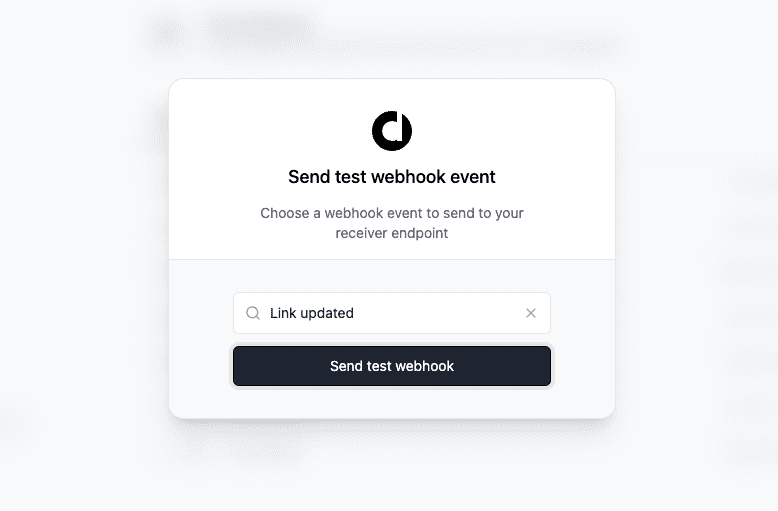 Send test webhook event
Choose a webhook event to send to your
receiver endpoint
Link updated
Send test webhook